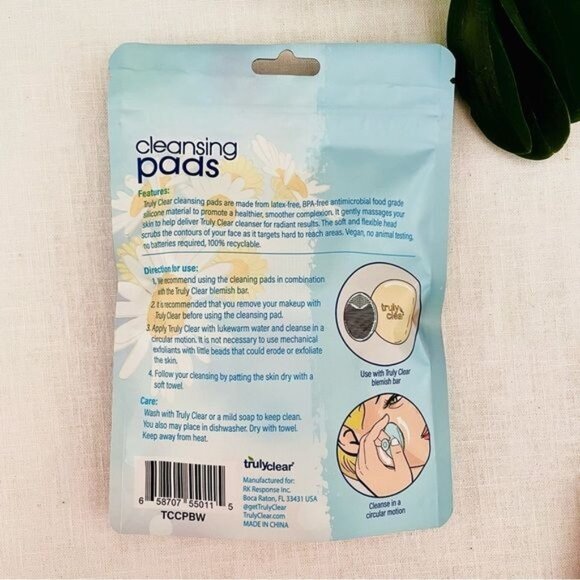 cleansing
pads
Features:
Truly Clear cleansing pads are made from latex-free, BPA-free antimicrobial food grade
silicone material to promote a healthier, smoother complexion. It gently massages your
skin to help deliver Truly Clear cleanser for radiant results. The soft and flexible head
scrubs the contours of your face as it targets hard to reach areas. Vegan, no animal testing,
no batteries required, 100% recyclable.
Direction for use:
1. We recommend using the cleaning pads in combination
with the Truly Clear blemish bar.
2. It is recommended that you remove your makeup with
Truly Clear before using the cleansing pad.
3. Apply Truly Clear with lukewarm water and cleanse in a
circular motion. It is not necessary to use mechanical
exfoliants with little beads that could erode or exfoliate
the skin.
4. Follow your cleansing by patting the skin dry with a
soft towel.
truly
clear
Use with Truly Clear
blemish bar
Care:
Wash with Truly Clear or a mild soap to keep clean.
You also may place in dishwasher. Dry with towel.
Keep away from heat.
Cleanse in a
circular motion
6 58707 55011 5
TCCPBW
trulyclear
Manufactured for:
RK Response Inc.
Boca Raton, FL 33431 USA
@getTrulyClear
TrulyClear.com
MADE IN CHINA